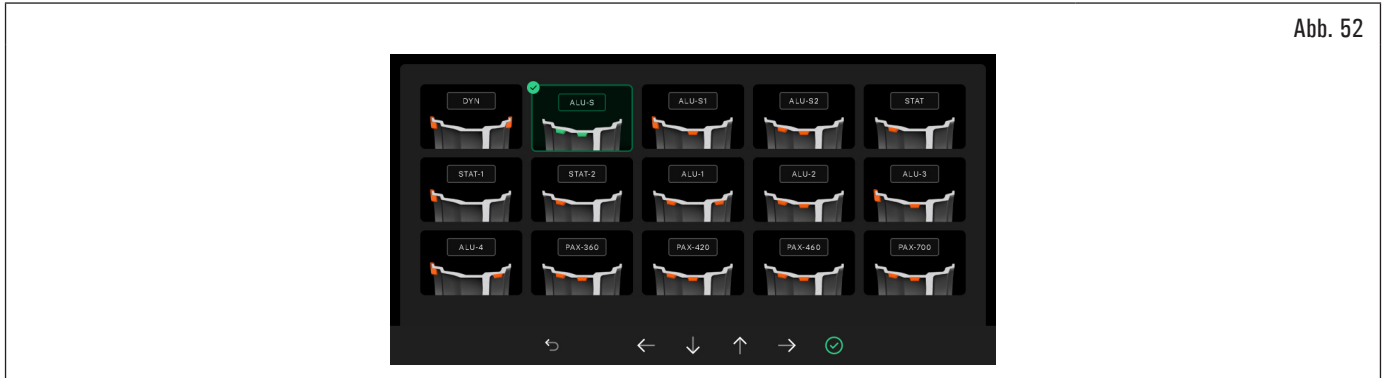 Abb. 52
DYN
ALU-S
ALU-S1
ALU-S2
STAT
STAT-1
STAT-2
ALU-1
ALU-2
ALU-3
ALU-4
PAX-360
PAX-420
PAX-460
PAX-700